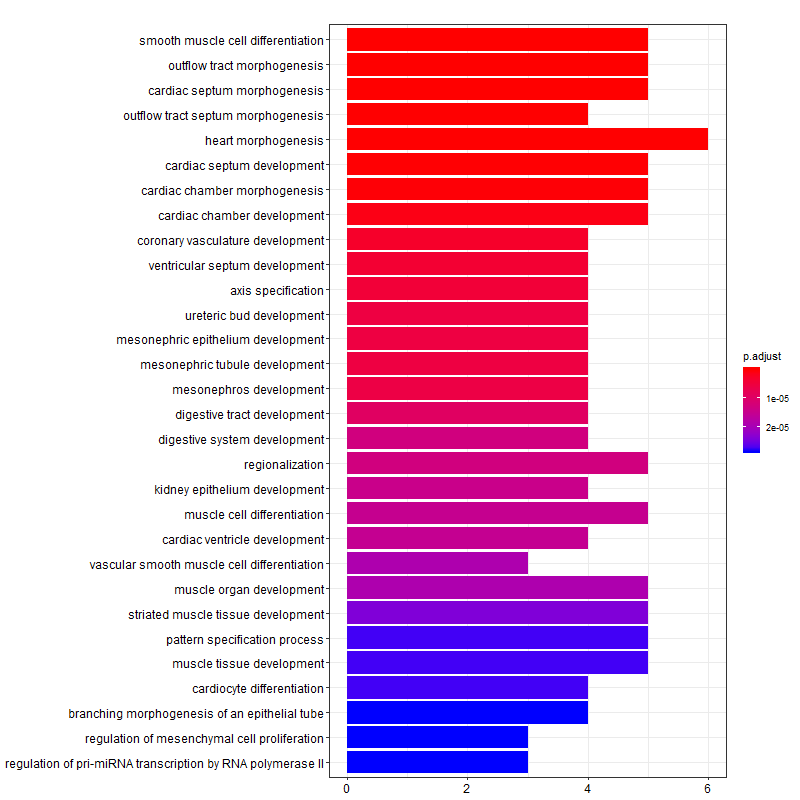 smooth muscle cell differentiation
outflow tract morphogenesis
cardiac septum morphogenesis
outflow tract septum morphogenesis
heart morphogenesis
cardiac septum development
cardiac chamber morphogenesis
cardiac chamber development
coronary vasculature development
ventricular septum development
axis specification
ureteric bud development
mesonephric epithelium development
mesonephric tubule development
mesonephros development
digestive tract development
digestive system development
regionalization
kidney epithelium development
muscle cell differentiation
cardiac ventricle development
vascular smooth muscle cell differentiation
muscle organ development
striated muscle tissue development
pattern specification process
muscle tissue development
cardiocyte differentiation
branching morphogenesis of an epithelial tube
regulation of mesenchymal cell proliferation
regulation of pri-miRNA transcription by RNA polymerase II
0 2 4 6
p.adjust
1e-05
2e-05